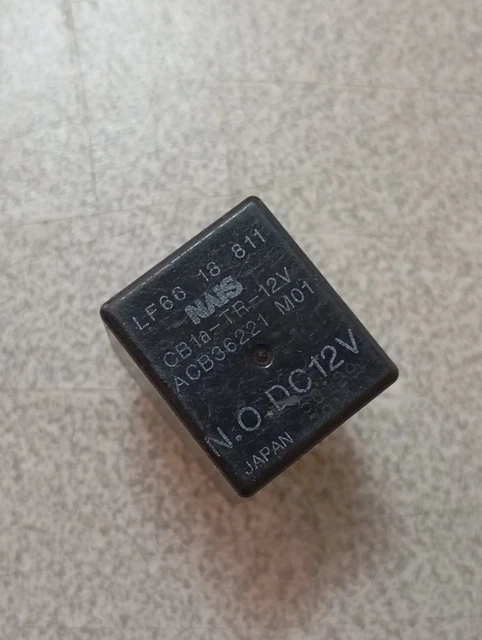 LF66 18 811
NAIS
CB1a-TR-12V
ACB36221 M01
N.O.DC12V
JAPAN